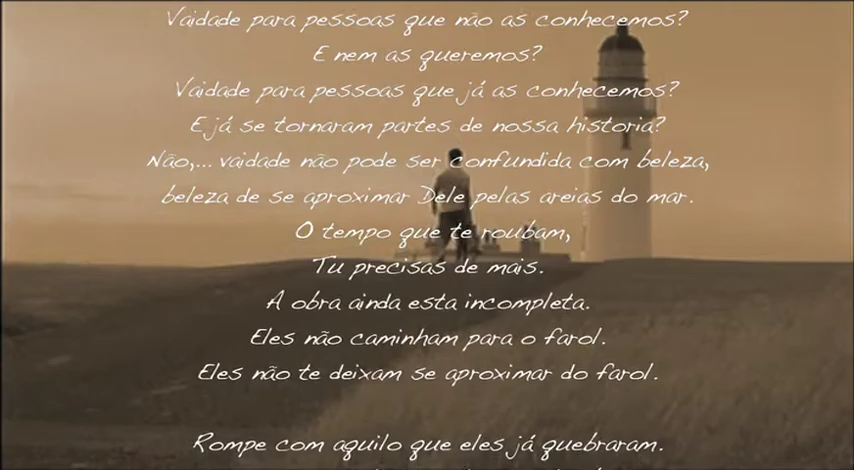 Vaidade para pessoas que não as conhecemos?
E nem as queremos?
Vaidade para pessoas que já as conhecemos?
E já se tornaram partes de nossa historia?
Não,... vaidade não pode ser confundida com beleza,
beleza de se aproximar Dele pelas areias do mar.
O tempo que te roubam,
Tu precisas de mais.
A obra ainda esta incompleta.
Eles não caminham para o farol.
Eles não te deixam se aproximar do farol.
Rompe com aquilo que eles já quebraram.